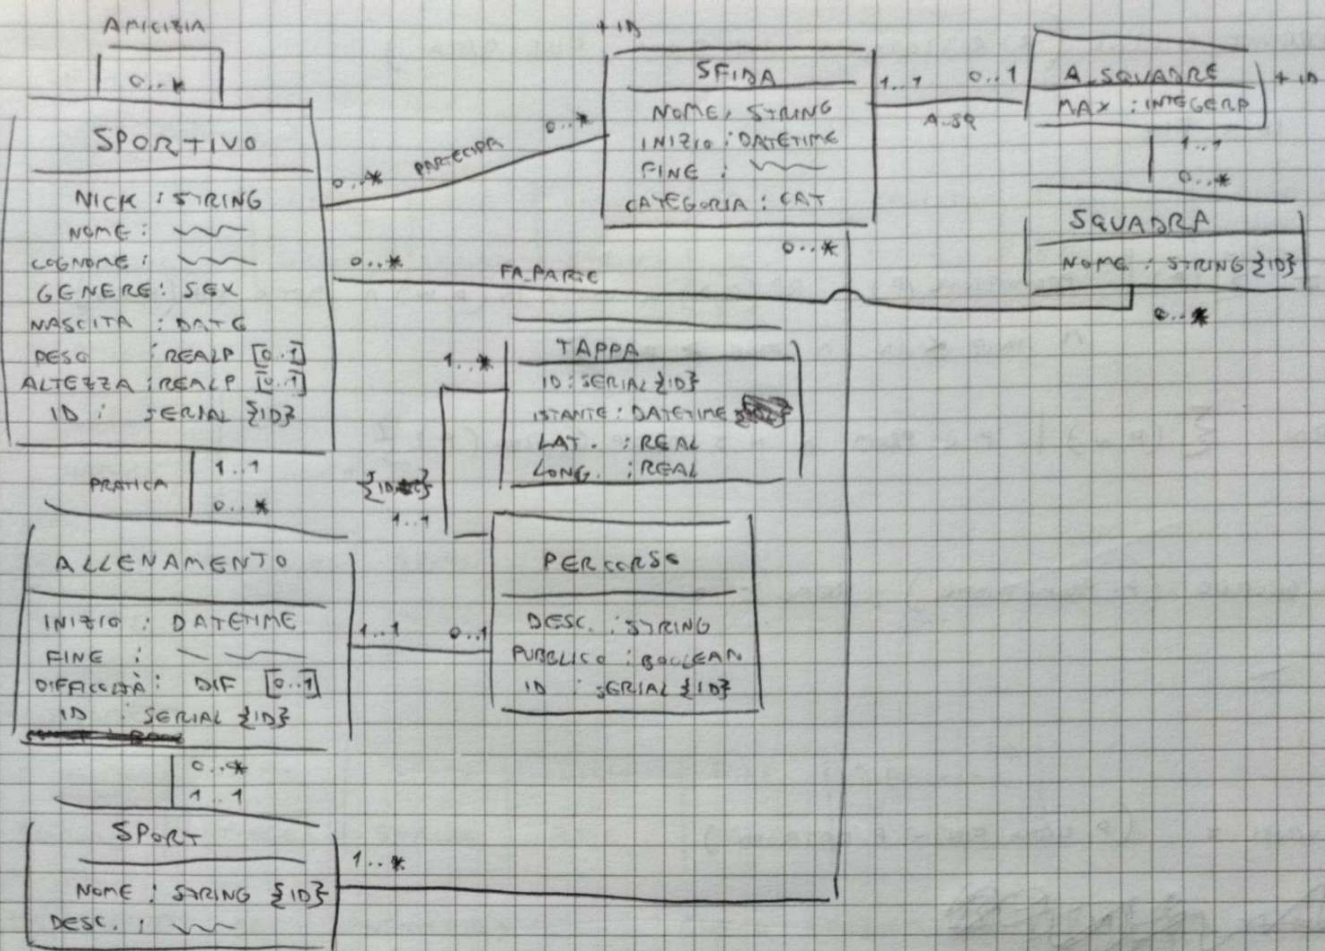 AMICIZIA
0..*
SPORTIVO
NICK : STRING
NOME :
COGNOME :
GENERE : SEX
NASCITA : DATE
PESO : REALP [0..1]
ALTEZZA : REALP [0..1]
ID : SERIAL {ID}
0..* PARTECIPA 0..*
+ ID
SFIDA
NOME : STRING
INIZIO : DATETIME
FINE :
CATEGORIA : CAT
0..*
1..1 0..1
A_SQ
A_SQUADRE + ID
MAX : INTEGERP
1..1
0..*
SQUADRA
NOME : STRING {ID}
0..*
0..* FA_PARTE
TAPPA
ID : SERIAL {ID}
ISTANTE : DATETIME
LAT. : REAL
LONG. : REAL
1..*
1..1
PRATICA
1..1
0..*
ALLENAMENTO
INIZIO : DATETIME
FINE :
DIFFICOLTÀ : DIF [0..1]
ID : SERIAL {ID}
1..1 0..1
PERCORSO
DESC. : STRING
PUBBLICO : BOOLEAN
ID : SERIAL {ID}
0..*
1..1
SPORT
NOME : STRING {ID}
DESC. :
1..*